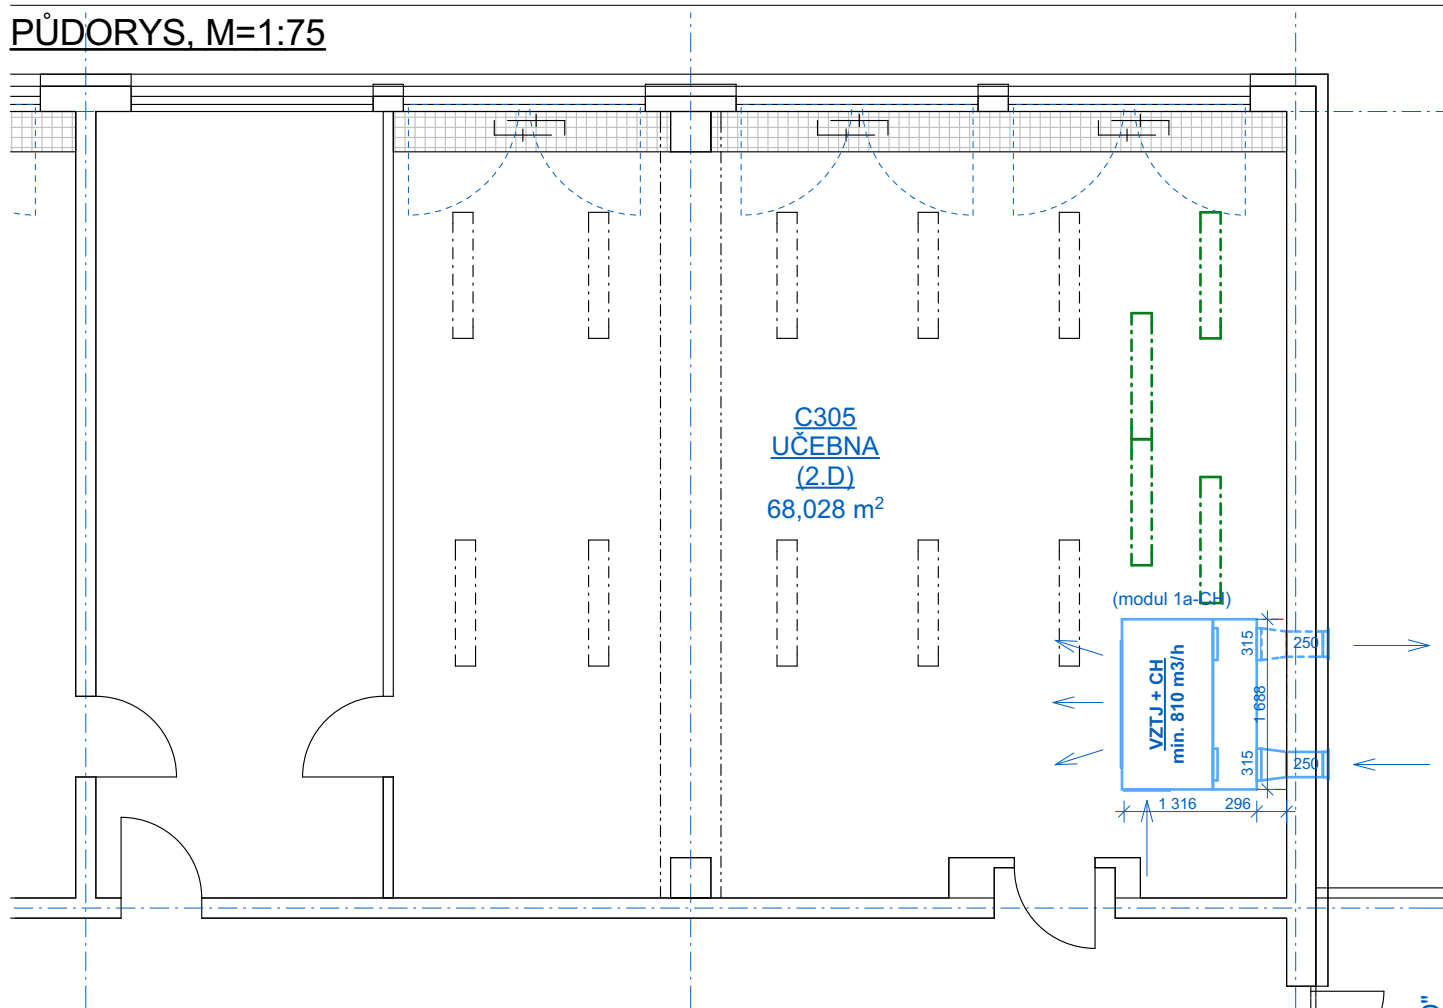 PŮDORYS, M=1:75
C305
UČEBNA
(2.D)
68,028 m²
(modul 1a-CH)
VZTJ + CH
min. 810 m3/h
315
250
1 688
315
250
1 316
296